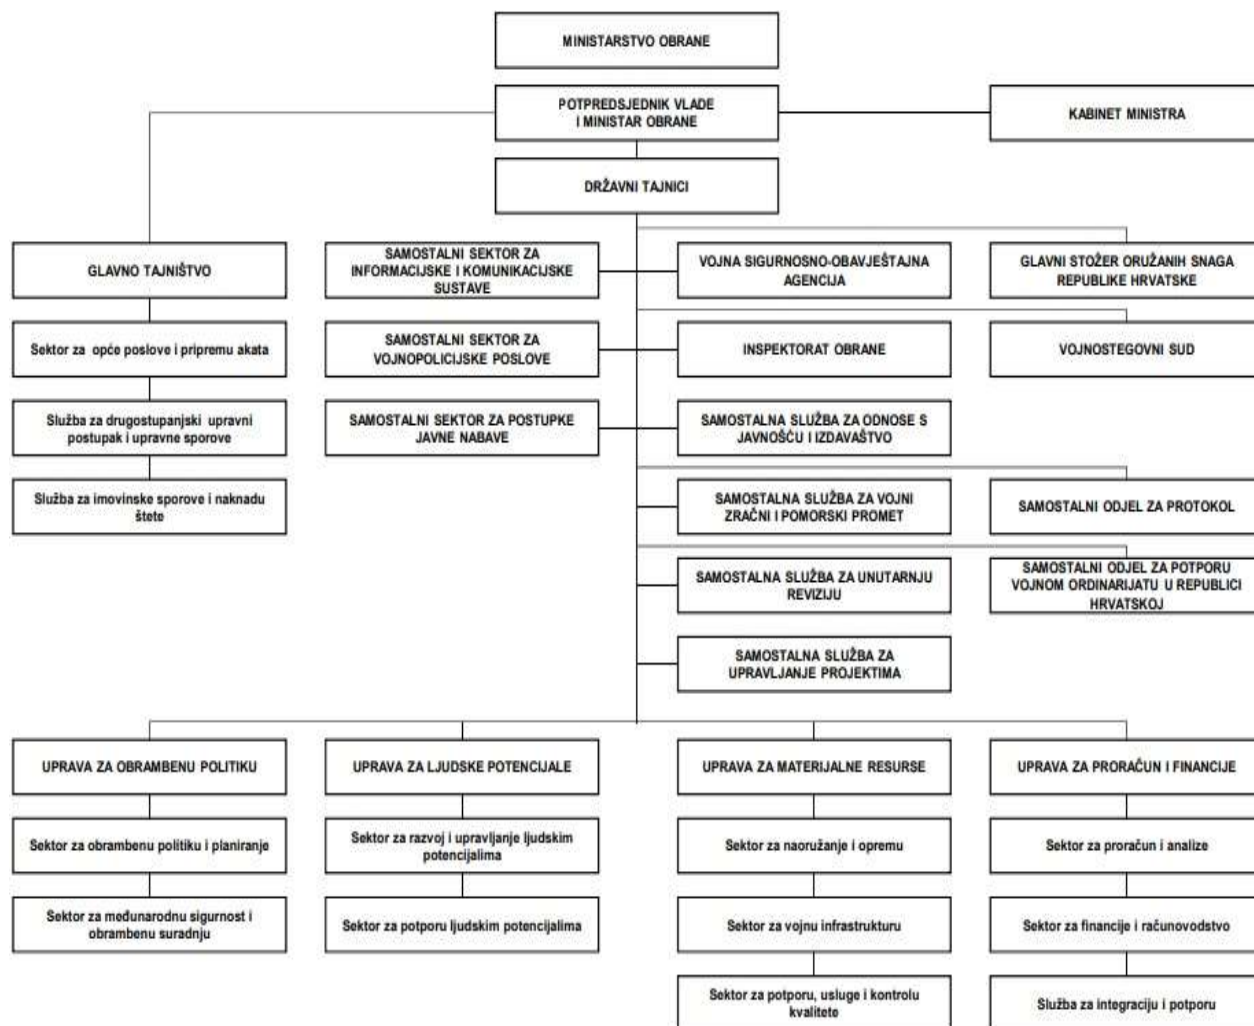 MINISTARSTVO OBRANE
POTPREDSJEDNIK VLADE
I MINISTAR OBRANE
KABINET MINISTRA
DRŽAVNI TAJNICI
GLAVNO TAJNIŠTVO
SAMOSTALNI SEKTOR ZA
INFORMACIJSKE I KOMUNIKACIJSKE
SUSTAVE
VOJNA SIGURNOSNO-OBAVJEŠTAJNA
AGENCIJA
GLAVNI STOŽER ORUŽANIH SNAGA
REPUBLIKE HRVATSKE
Sektor za opće poslove i pripremu akata
SAMOSTALNI SEKTOR ZA
VOJNOPOLICIJSKE POSLOVE
INSPEKTORAT OBRANE
VOJNOSTEGOVNI SUD
Služba za drugostupanjski upravni
postupak i upravne sporove
SAMOSTALNI SEKTOR ZA POSTUPKE
JAVNE NABAVE
SAMOSTALNA SLUŽBA ZA ODNOSE S
JAVNOŠĆU I IZDAVAŠTVO
Služba za imovinske sporove i naknadu
štete
SAMOSTALNA SLUŽBA ZA VOJNI
ZRAČNI I POMORSKI PROMET
SAMOSTALNI ODJEL ZA PROTOKOL
SAMOSTALNA SLUŽBA ZA UNUTARNJU
REVIZIJU
SAMOSTALNI ODJEL ZA POTPORU
VOJNOM ORDINARIJATU U REPUBLICI
HRVATSKOJ
SAMOSTALNA SLUŽBA ZA
UPRAVLJANJE PROJEKTIMA
UPRAVA ZA OBRAMBENU POLITIKU
UPRAVA ZA LJUDSKE POTENCIJALE
UPRAVA ZA MATERIJALNE RESURSE
UPRAVA ZA PRORAČUN I FINANCIJE
Sektor za obrambenu politiku i planiranje
Sektor za razvoj i upravljanje ljudskim
potencijalima
Sektor za naoružanje i opremu
Sektor za proračun i analize
Sektor za međunarodnu sigurnost i
obrambenu suradnju
Sektor za potporu ljudskim potencijalima
Sektor za vojnu infrastrukturu
Sektor za financije i računovodstvo
Sektor za potporu, usluge i kontrolu
kvalitete
Služba za integraciju i potporu